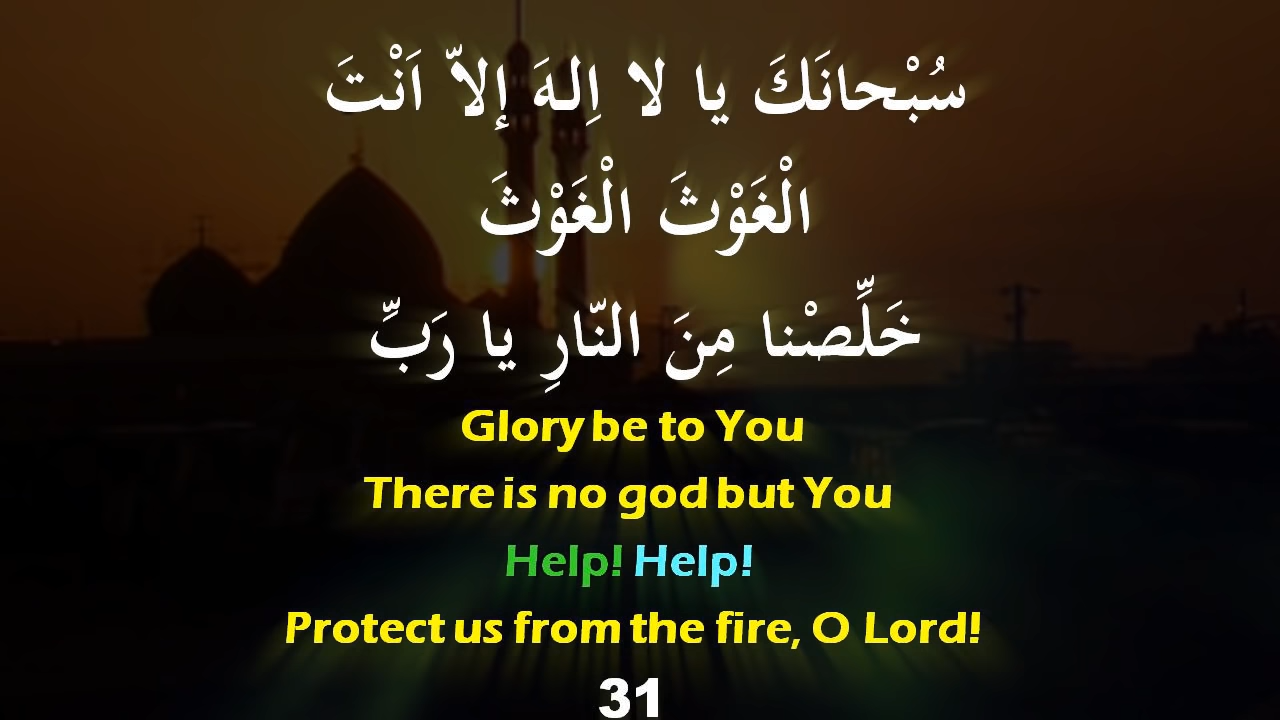 سُبْحانَكَ يا لا اِلهَ إلاّ اَنْتَ
الْغَوْثَ الْغَوْثَ
خَلِّصْنا مِنَ النّارِ يا رَبِّ
Glory be to You
There is no god but You
Help! Help!
Protect us from the fire, O Lord!
31